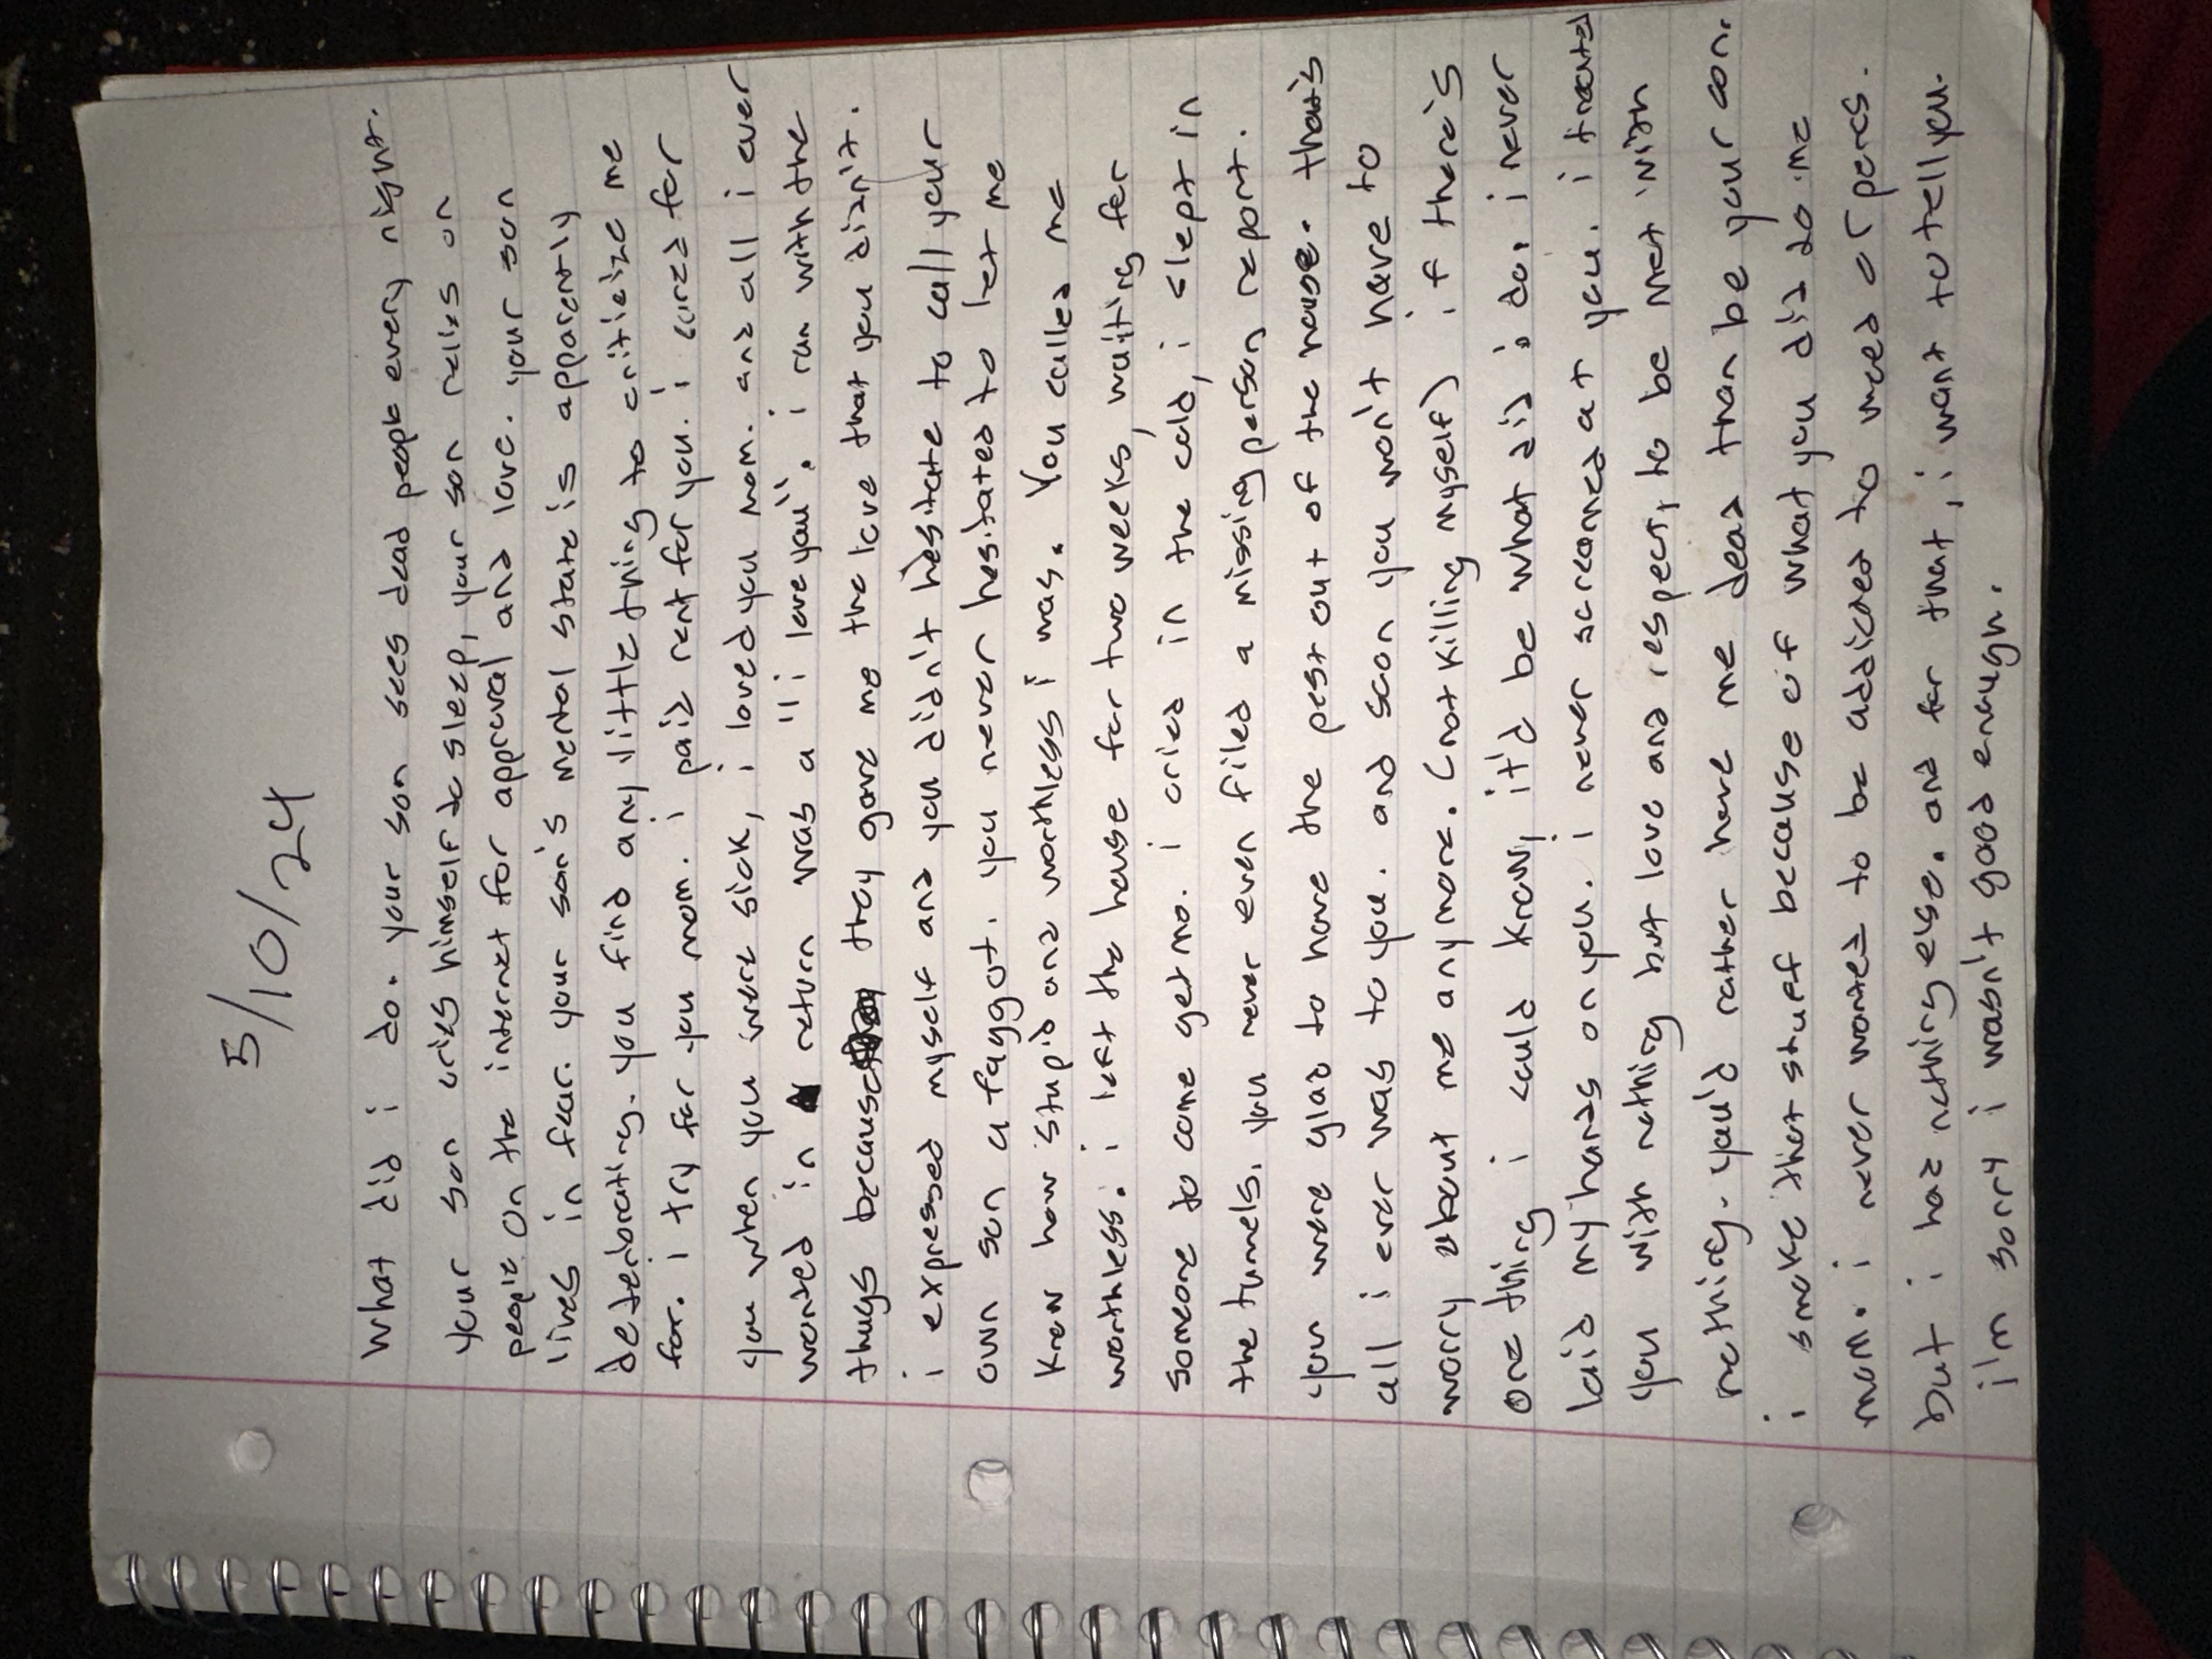 5/10/24
What did i do. your son sees dead people every night.
your son cries himself to sleep, your son relies on
people on the internet for approval and love. your son
lives in fear. your son's mental state is apparently
deteriorating. you find any little thing to criticize me
for. i try for you mom. i paid rent for you. i cared for
you when you were sick, i loved you mom. and all i ever
wanted in return was a "i love you". i ran with the
thugs because they gave me the love that you didn't.
i expressed myself and you didn't hesitate to call your
own son a faggot. you never hesitated to let me
know how stupid and worthless i was. You called me
worthless. i left the house for two weeks, waiting for
someone to come get me. i cried in the cold, i slept in
the tunnels. you never even filed a missing person report.
you were glad to have the pest out of the house. that's
all i ever was to you. and soon you won't have to
worry about me anymore. (not killing myself) if there's
one thing i could know, it'd be what did i do. i never
laid my hands on you. i never screamed at you. i treated
you with nothing but love and respect, to be met with
nothing. you'd rather have me dead than be your son.
i smoke that stuff because of what you did to me
mom. i never wanted to be addicted to weed or percs.
but i had nothing else. and for that, i want to tell you.
i'm sorry i wasn't good enough.